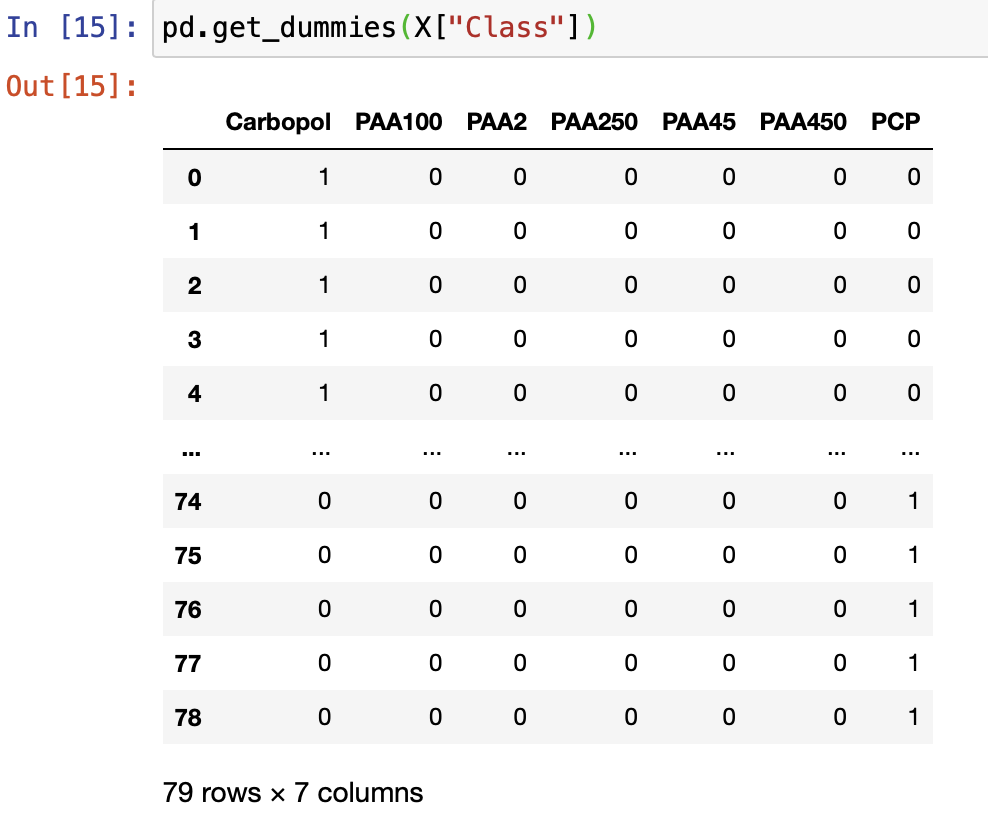 In [15]: pd.get_dummies(X["Class"])
Out[15]:
Carbopol PAA100 PAA2 PAA250 PAA45 PAA450 PCP
0 1 0 0 0 0 0 0
1 1 0 0 0 0 0 0
2 1 0 0 0 0 0 0
3 1 0 0 0 0 0 0
4 1 0 0 0 0 0 0
... ... ... ... ... ... ... ...
74 0 0 0 0 0 0 1
75 0 0 0 0 0 0 1
76 0 0 0 0 0 0 1
77 0 0 0 0 0 0 1
78 0 0 0 0 0 0 1
79 rows × 7 columns